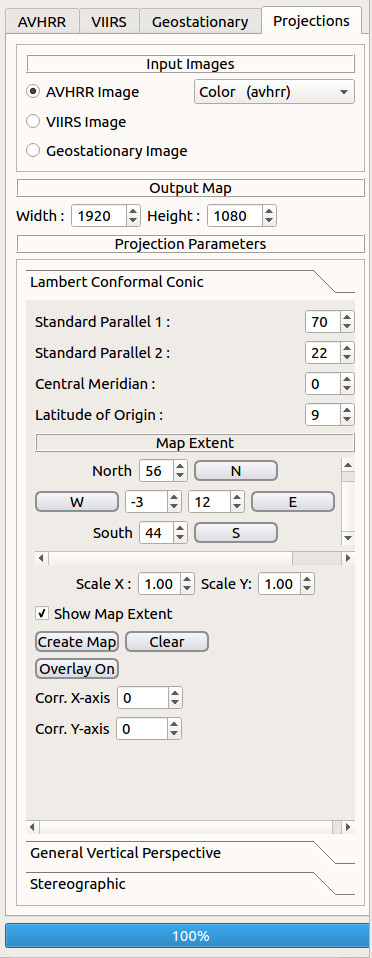 AVHRR VIIRS Geostationary Projections
Input Images
AVHRR Image Color (avhrr)
VIIRS Image
Geostationary Image
Output Map
Width : 1920 Height : 1080
Projection Parameters
Lambert Conformal Conic
Standard Parallel 1 : 70
Standard Parallel 2 : 22
Central Meridian : 0
Latitude of Origin : 9
Map Extent
North 56 N
W -3 12 E
South 44 S
Scale X : 1.00 Scale Y: 1.00
Show Map Extent
Create Map Clear
Overlay On
Corr. X-axis 0
Corr. Y-axis 0
General Vertical Perspective
Stereographic
100%